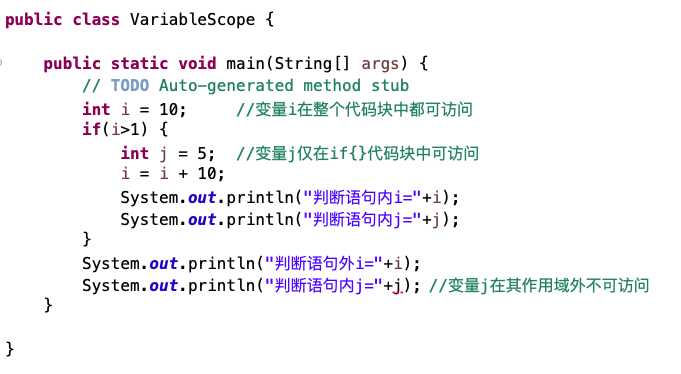 public class VariableScope {
public static void main(String[] args) {
// TODO Auto-generated method stub
int i = 10; //变量i在整个代码块中都可访问
if(i>1) {
int j = 5; //变量j仅在if{}代码块中可访问
i = i + 10;
System.out.println("判断语句内i="+i);
System.out.println("判断语句内j="+j);
}
System.out.println("判断语句外i="+i);
System.out.println("判断语句内j="+j); //变量j在其作用域外不可访问
}
}